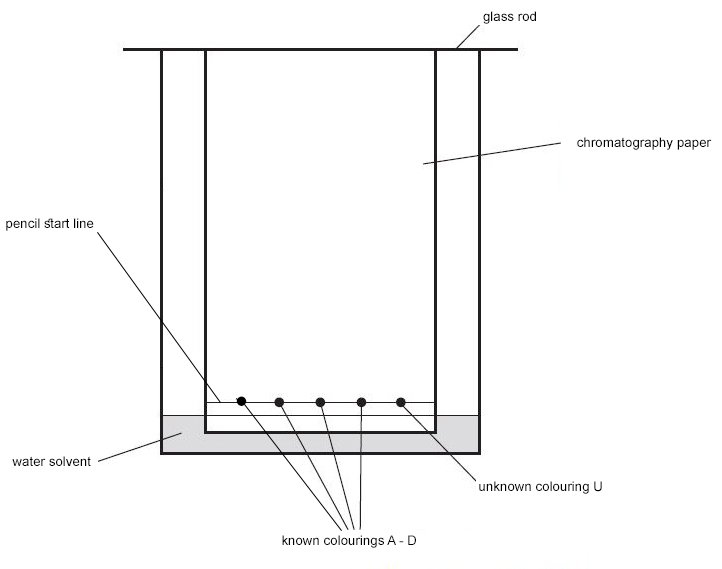 glass rod
chromatography paper
pencil start line
water solvent
unknown colouring U
known colourings A - D